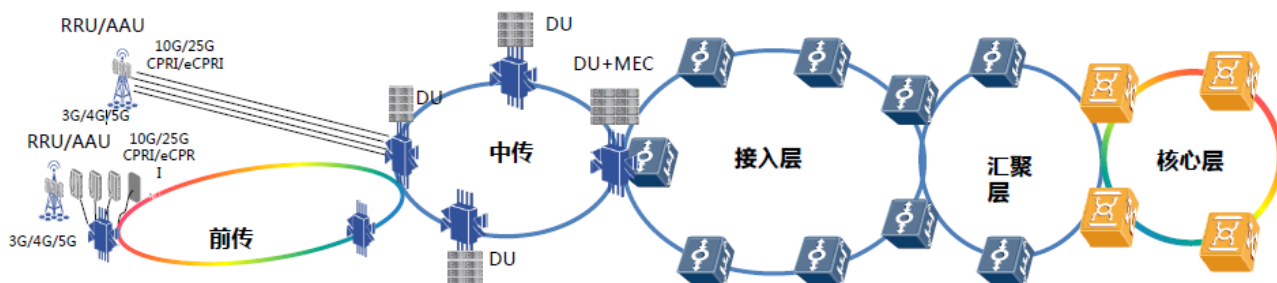 RRU/AAU
10G/25G
CPRI/eCPRI
3G/4G/5G
RRU/AAU
10G/25G
CPRI/eCPR
I
3G/4G/5G
前传
DU
DU
DU
中传
DU+MEC
接入层
汇聚
层
核心层